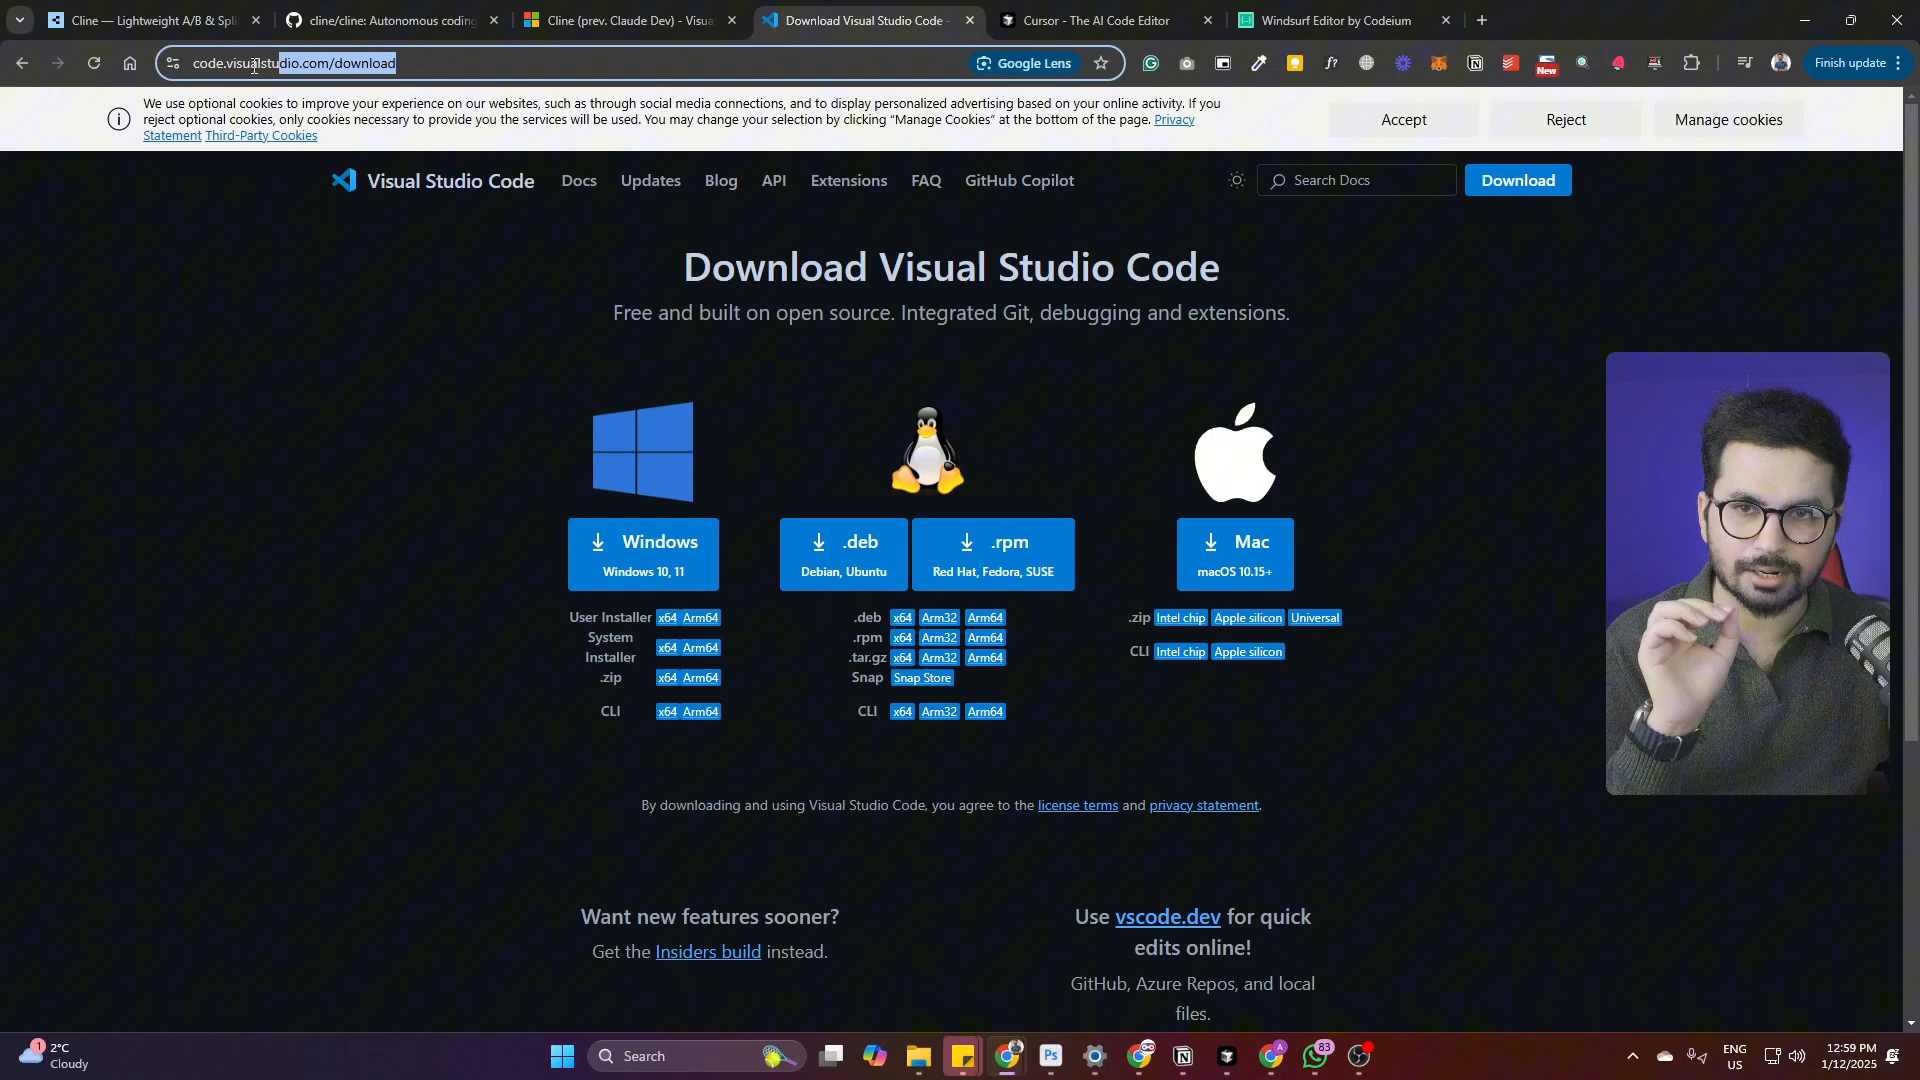 Cline — Lightweight A/B & Spli
cline/cline: Autonomous coding
Cline (prev. Claude Dev) - Visua
Download Visual Studio Code -
Cursor - The AI Code Editor
Windsurf Editor by Codeium
code.visualstudio.com/download
Google Lens
New
Finish update
We use optional cookies to improve your experience on our websites, such as through social media connections, and to display personalized advertising based on your online activity. If you
reject optional cookies, only cookies necessary to provide you the services will be used. You may change your selection by clicking “Manage Cookies” at the bottom of the page. Privacy
Statement Third-Party Cookies
Accept
Reject
Manage cookies
Visual Studio Code
Docs
Updates
Blog
API
Extensions
FAQ
GitHub Copilot
Search Docs
Download
Download Visual Studio Code
Free and built on open source. Integrated Git, debugging and extensions.
Windows
Windows 10, 11
.deb
Debian, Ubuntu
.rpm
Red Hat, Fedora, SUSE
Mac
macOS 10.15+
User Installer x64 Arm64
System
Installer x64 Arm64
.zip x64 Arm64
CLI x64 Arm64
.deb x64 Arm32 Arm64
.rpm x64 Arm32 Arm64
.tar.gz x64 Arm32 Arm64
Snap Snap Store
CLI x64 Arm32 Arm64
.zip Intel chip Apple silicon Universal
CLI Intel chip Apple silicon
By downloading and using Visual Studio Code, you agree to the license terms and privacy statement.
Want new features sooner?
Get the Insiders build instead.
Use vscode.dev for quick
edits online!
GitHub, Azure Repos, and local
files.
1
2°C
Cloudy
Search
Ps
A
83
ENG
US
12:59 PM
1/12/2025